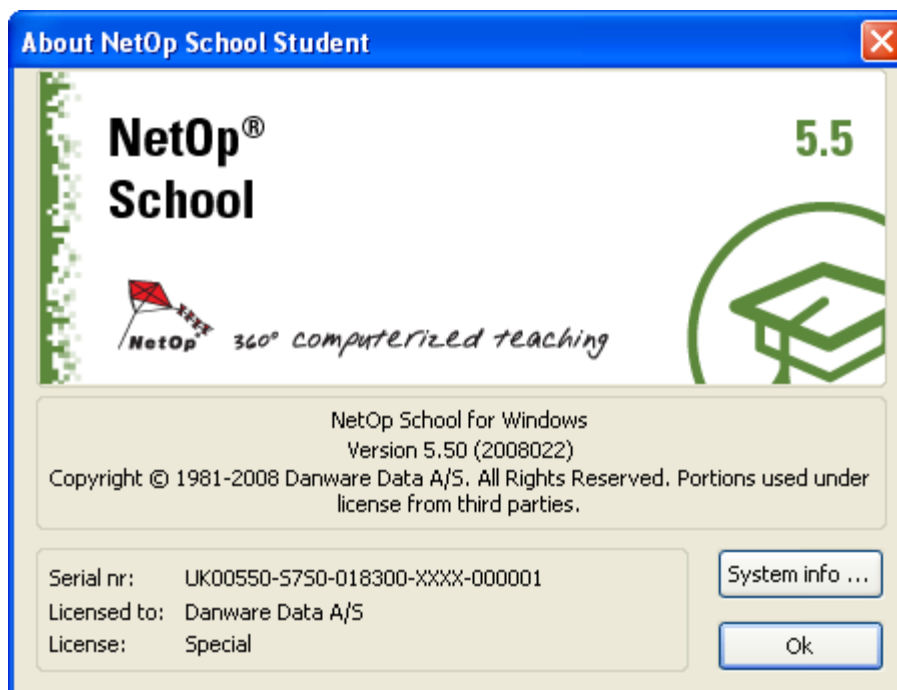 About NetOp School Student
NetOp®
School
5.5
NetOp
360° computerized teaching
NetOp School for Windows
Version 5.50 (2008022)
Copyright © 1981-2008 Danware Data A/S. All Rights Reserved. Portions used under
license from third parties.
Serial nr: UK00550-S7S0-018300-XXXX-000001
Licensed to: Danware Data A/S
License: Special
System info ...
Ok